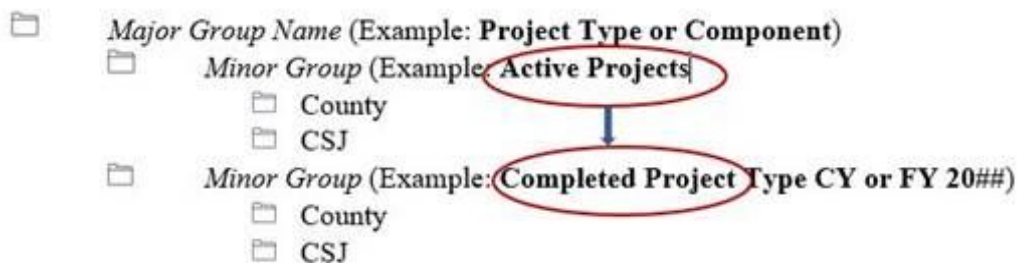 Major Group Name (Example: Project Type or Component)
Minor Group (Example: Active Projects
County
CSJ
Minor Group (Example: Completed Project Type CY or FY 20##)
County
CSJ